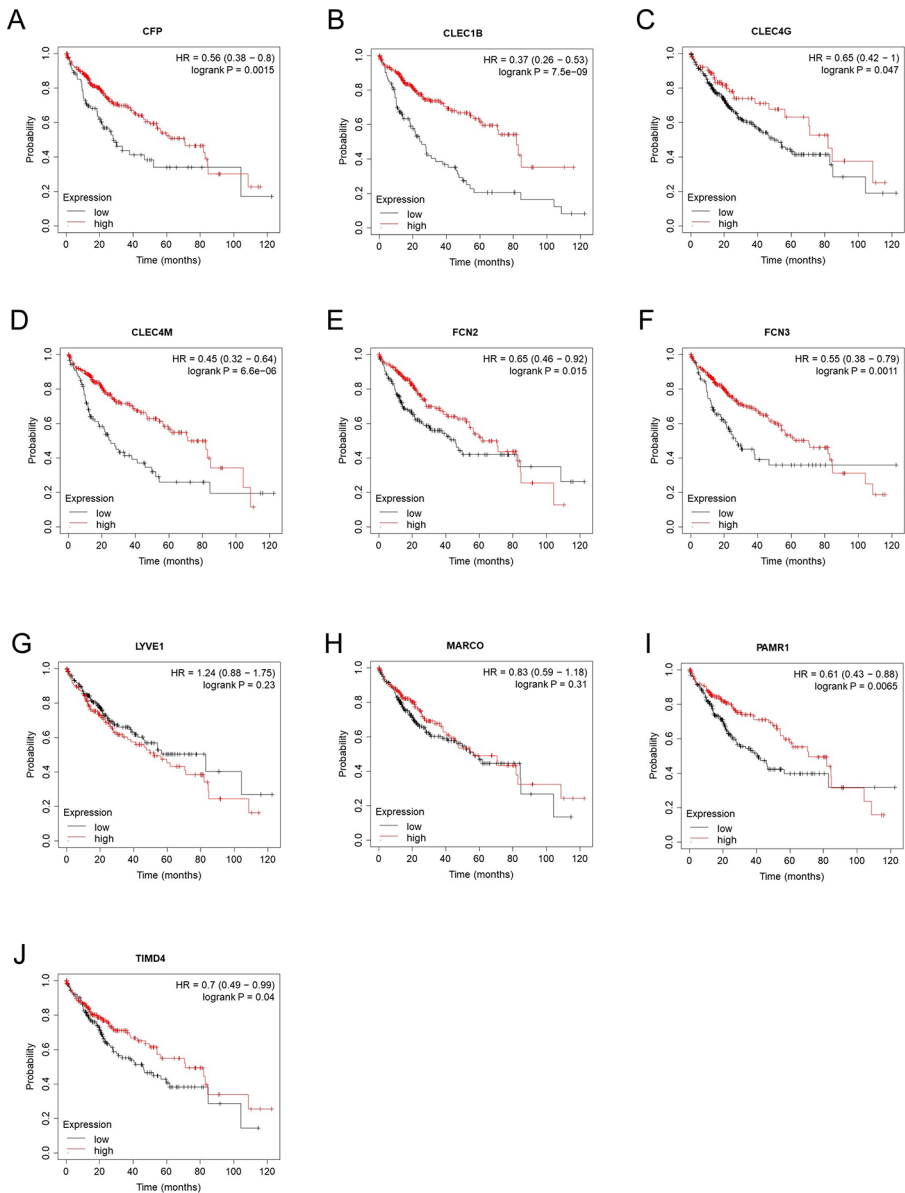 A
CFP
HR = 0.56 (0.38 − 0.8)
logrank P = 0.0015
Probability
1.0
0.8
0.6
0.4
0.2
0.0
Expression
low
high
0 20 40 60 80 100 120
Time (months)
B
CLEC1B
HR = 0.37 (0.26 − 0.53)
logrank P = 7.5e−09
Probability
1.0
0.8
0.6
0.4
0.2
0.0
Expression
low
high
0 20 40 60 80 100 120
Time (months)
C
CLEC4G
HR = 0.65 (0.42 − 1)
logrank P = 0.047
Probability
1.0
0.8
0.6
0.4
0.2
0.0
Expression
low
high
0 20 40 60 80 100 120
Time (months)
D
CLEC4M
HR = 0.45 (0.32 − 0.64)
logrank P = 6.6e−06
Probability
1.0
0.8
0.6
0.4
0.2
0.0
Expression
low
high
0 20 40 60 80 100 120
Time (months)
E
FCN2
HR = 0.65 (0.46 − 0.92)
logrank P = 0.015
Probability
1.0
0.8
0.6
0.4
0.2
0.0
Expression
low
high
0 20 40 60 80 100 120
Time (months)
F
FCN3
HR = 0.55 (0.38 − 0.79)
logrank P = 0.0011
Probability
1.0
0.8
0.6
0.4
0.2
0.0
Expression
low
high
0 20 40 60 80 100 120
Time (months)
G
LYVE1
HR = 1.24 (0.88 − 1.75)
logrank P = 0.23
Probability
1.0
0.8
0.6
0.4
0.2
0.0
Expression
low
high
0 20 40 60 80 100 120
Time (months)
H
MARCO
HR = 0.83 (0.59 − 1.18)
logrank P = 0.31
Probability
1.0
0.8
0.6
0.4
0.2
0.0
Expression
low
high
0 20 40 60 80 100 120
Time (months)
I
PAMR1
HR = 0.61 (0.43 − 0.88)
logrank P = 0.0065
Probability
1.0
0.8
0.6
0.4
0.2
0.0
Expression
low
high
0 20 40 60 80 100 120
Time (months)
J
TIMD4
HR = 0.7 (0.49 − 0.99)
logrank P = 0.04
Probability
1.0
0.8
0.6
0.4
0.2
0.0
Expression
low
high
0 20 40 60 80 100 120
Time (months)